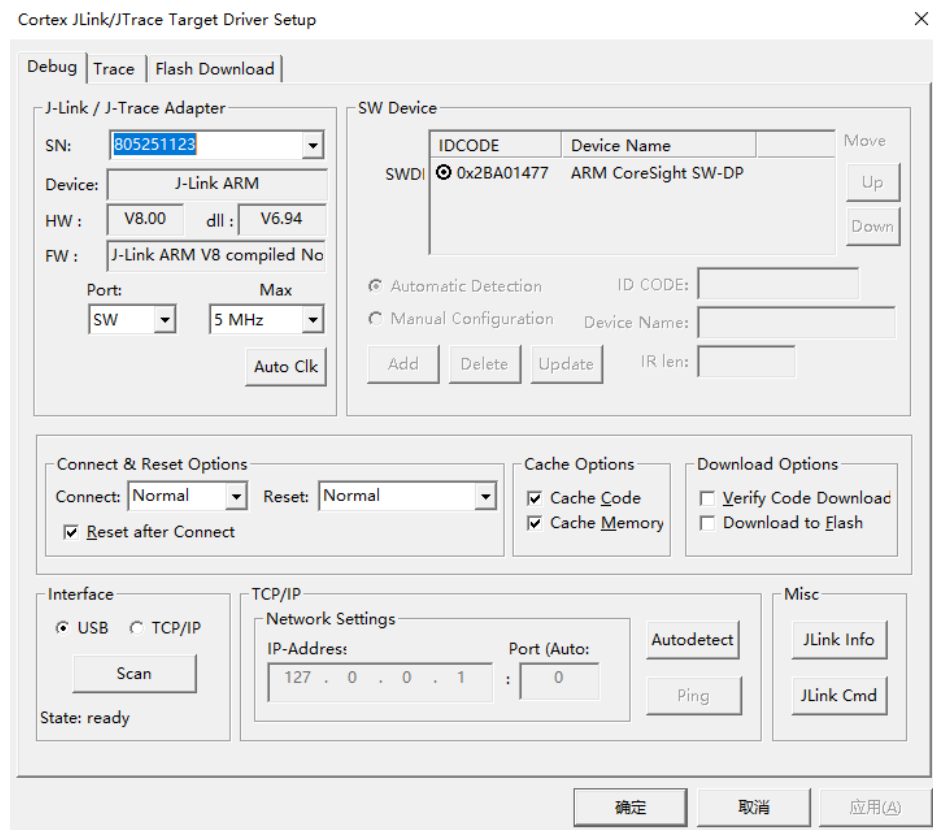 Cortex JLink/JTrace Target Driver Setup
Debug
Trace
Flash Download
J-Link / J-Trace Adapter
SN:
805251123
Device:
J-Link ARM
HW :
V8.00
dll :
V6.94
FW :
J-Link ARM V8 compiled No
Port:
Max
SW
5 MHz
Auto Clk
SW Device
IDCODE
Device Name
SWDI
0x2BA01477
ARM CoreSight SW-DP
Move
Up
Down
Automatic Detection
Manual Configuration
ID CODE:
Device Name:
Add
Delete
Update
IR len:
Connect & Reset Options
Connect:
Normal
Reset:
Normal
Reset after Connect
Cache Options
Cache Code
Cache Memory
Download Options
Verify Code Download
Download to Flash
Interface
USB
TCP/IP
Scan
State: ready
TCP/IP
Network Settings
IP-Address
Port (Auto:
127 . 0 . 0 . 1
:
0
Autodetect
Ping
Misc
JLink Info
JLink Cmd
确定
取消
应用(A)